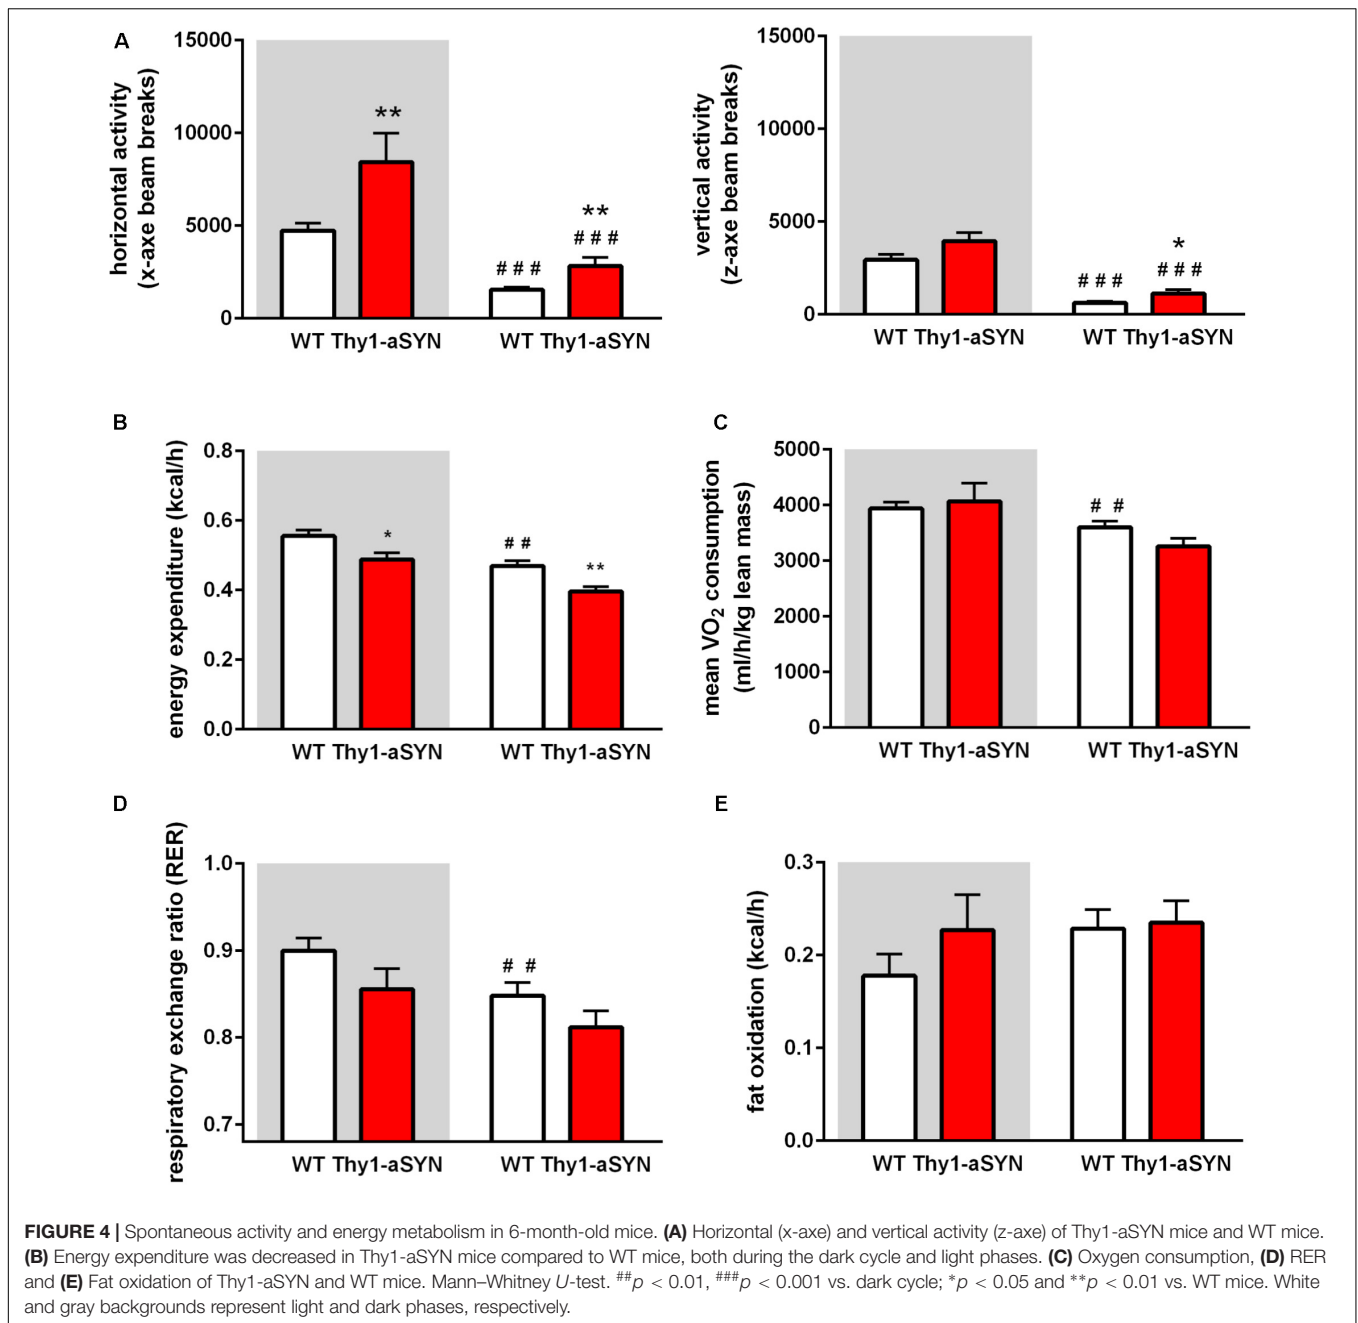 A
horizontal activity
(x-axe beam breaks)
15000
10000
5000
0
**
###
**
###
WT Thy1-aSYN
WT Thy1-aSYN
vertical activity
(z-axe beam breaks)
15000
10000
5000
0
###
*
###
WT Thy1-aSYN
WT Thy1-aSYN
B
energy expenditure (kcal/h)
0.8
0.6
0.4
0.2
0.0
*
##
**
WT Thy1-aSYN
WT Thy1-aSYN
C
mean VO2 consumption
(ml/h/kg lean mass)
5000
4000
3000
2000
1000
0
# #
WT Thy1-aSYN
WT Thy1-aSYN
D
respiratory exchange ratio (RER)
1.0
0.9
0.8
0.7
# #
WT Thy1-aSYN
WT Thy1-aSYN
E
fat oxidation (kcal/h)
0.3
0.2
0.1
0.0
WT Thy1-aSYN
WT Thy1-aSYN
FIGURE 4 | Spontaneous activity and energy metabolism in 6-month-old mice. (A) Horizontal (x-axe) and vertical activity (z-axe) of Thy1-aSYN mice and WT mice.
(B) Energy expenditure was decreased in Thy1-aSYN mice compared to WT mice, both during the dark cycle and light phases. (C) Oxygen consumption, (D) RER
and (E) Fat oxidation of Thy1-aSYN and WT mice. Mann–Whitney U-test. ##p < 0.01, ###p < 0.001 vs. dark cycle; *p < 0.05 and **p < 0.01 vs. WT mice. White
and gray backgrounds represent light and dark phases, respectively.